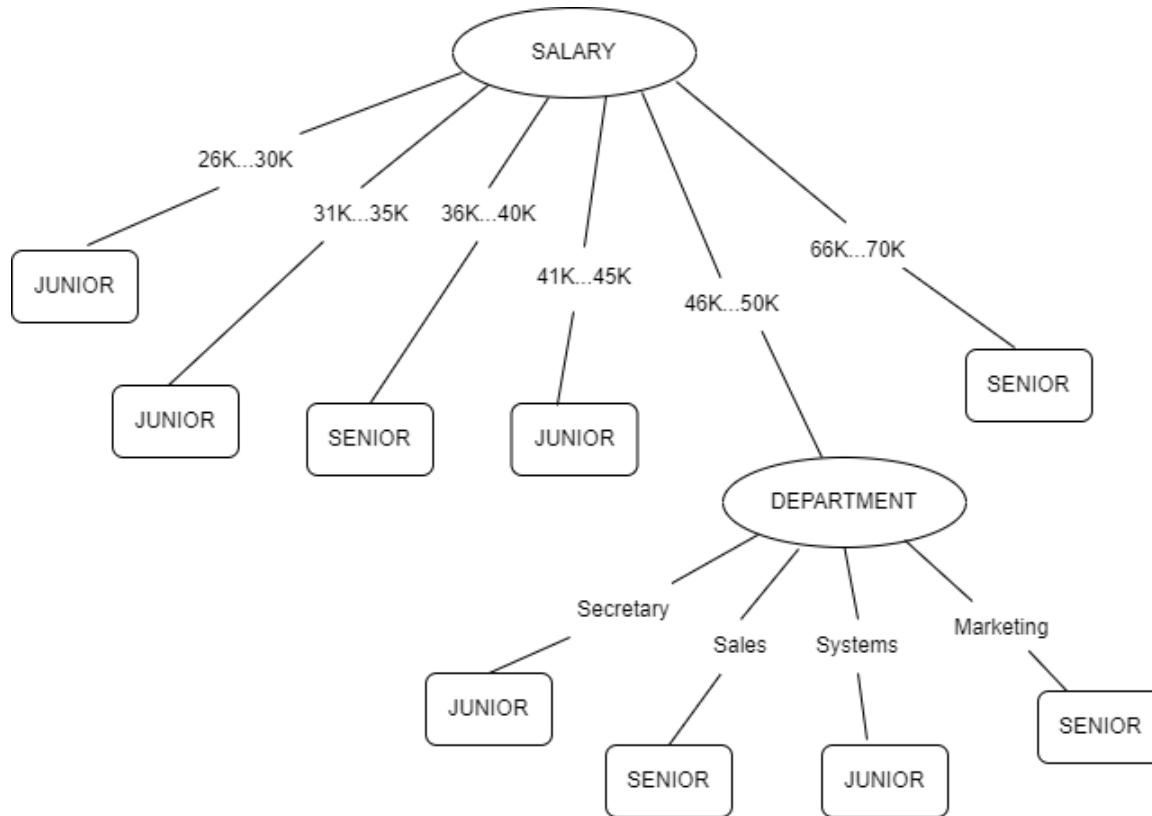 SALARY
26K...30K
31K...35K
36K...40K
41K...45K
46K...50K
66K...70K
JUNIOR
JUNIOR
SENIOR
JUNIOR
SENIOR
DEPARTMENT
Secretary
Sales
Systems
Marketing
JUNIOR
SENIOR
JUNIOR
SENIOR